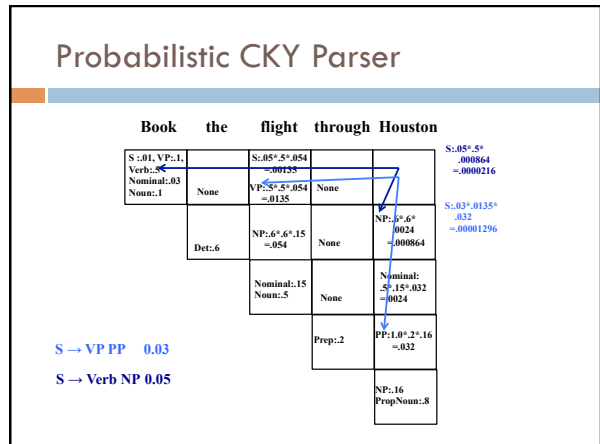 Probabilistic CKY Parser
Book the flight through Houston
S :.01, VP:.1,
Verb:.5
Nominal:.03
Noun:.1
None
S:.05*.5*.054
=.00135
VP:.5*.5*.054
=.0135
None
S:.05*.5*
.000864
=.0000216
S:.03*.0135*
.032
=.00001296
Det:.6
NP:.6*.6*.15
=.054
None
NP:.6*.6*
.0024
=.000864
Nominal:.15
Noun:.5
None
Nominal:
.5*.15*.032
=.0024
Prep:.2
PP:1.0*.2*.16
=.032
NP:.16
PropNoun:.8
S → VP PP 0.03
S → Verb NP 0.05